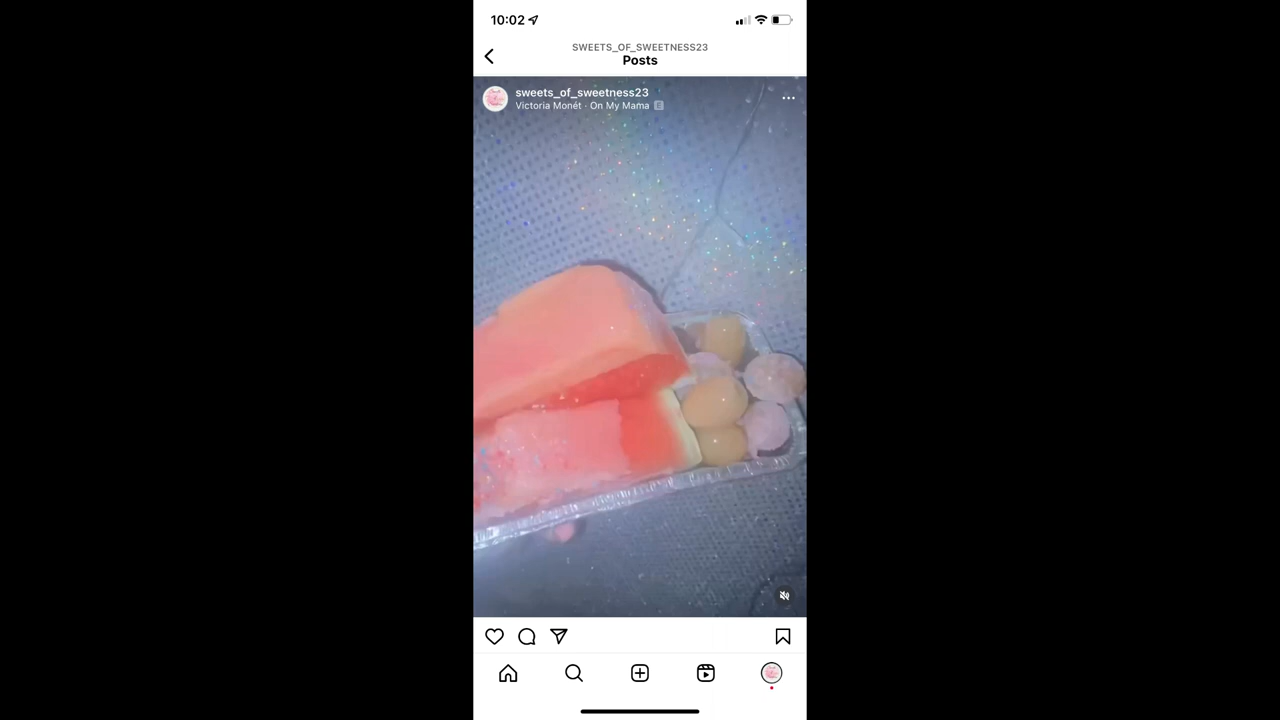 10:02
SWEETS_OF_SWEETNESS23
Posts
sweets_of_sweetness23
Victoria Monét · On My Mama E